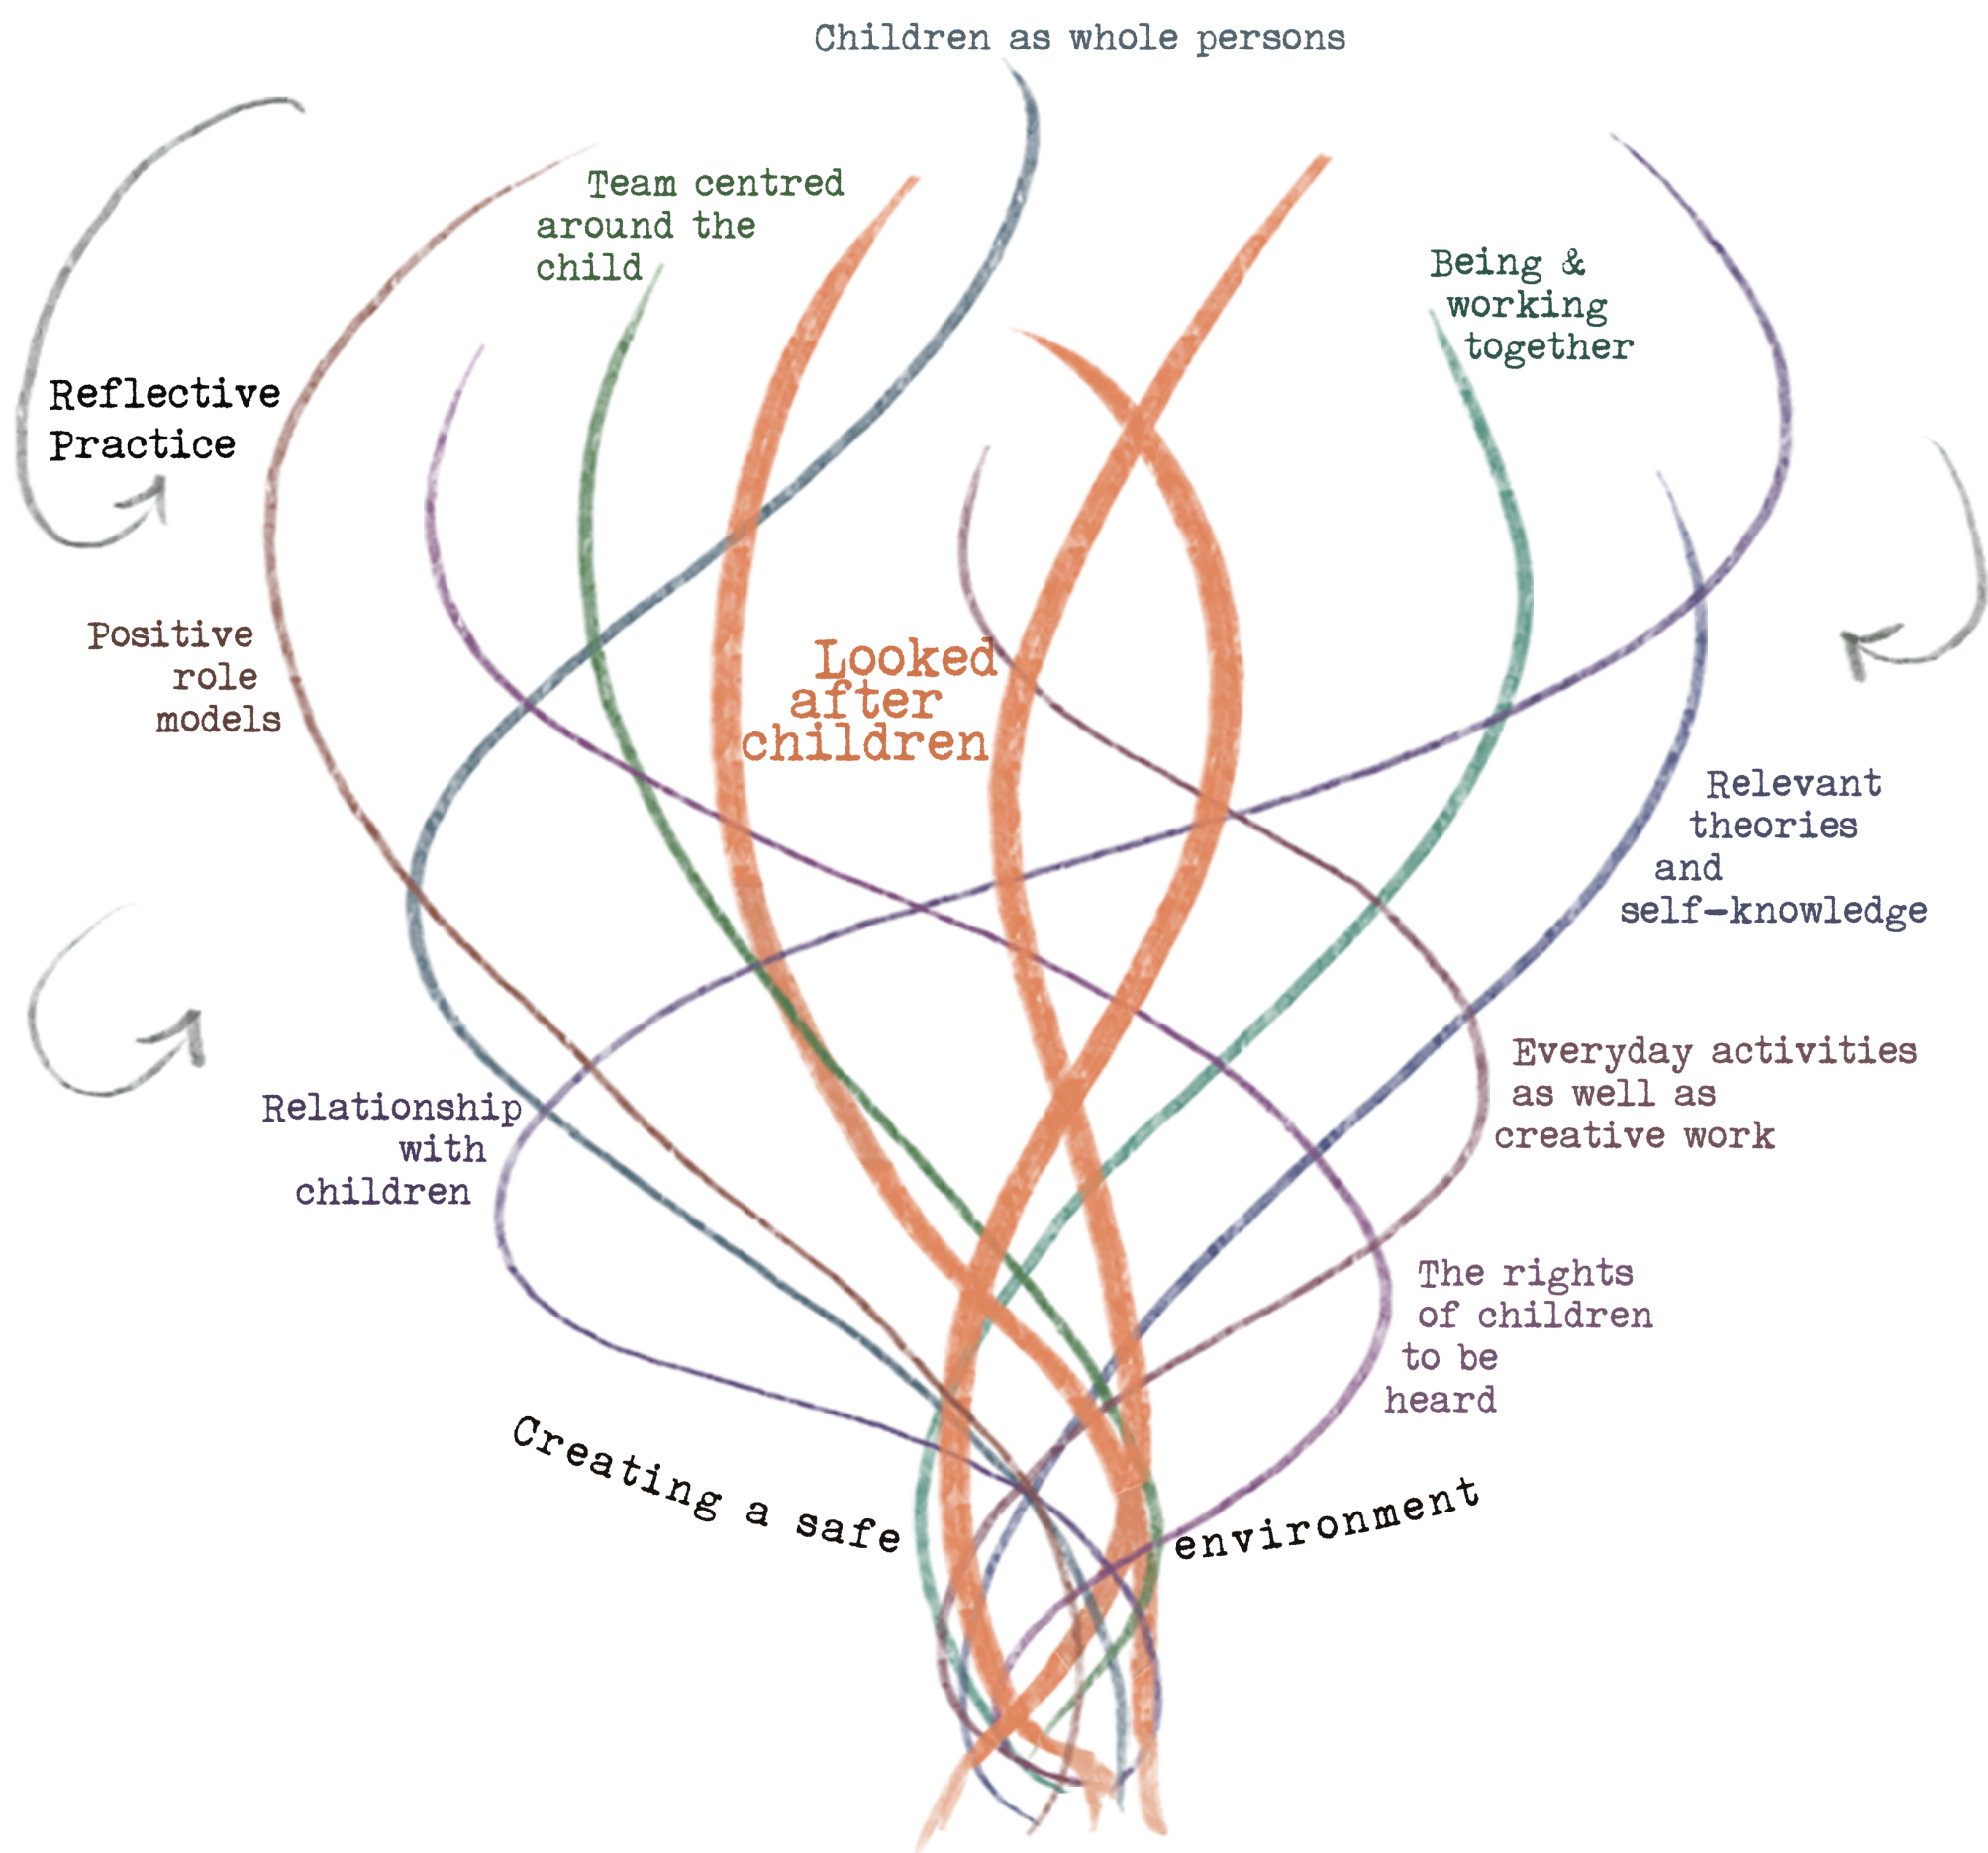 Children as whole persons
Team centred
around the
child
Being &
working
together
Reflective
Practice
Positive
role
models
Looked
after
children
Relevant
theories
and
self-knowledge
Everyday activities
as well as
creative work
Relationship
with
children
The rights
of children
to be
heard
Creating a safe environment